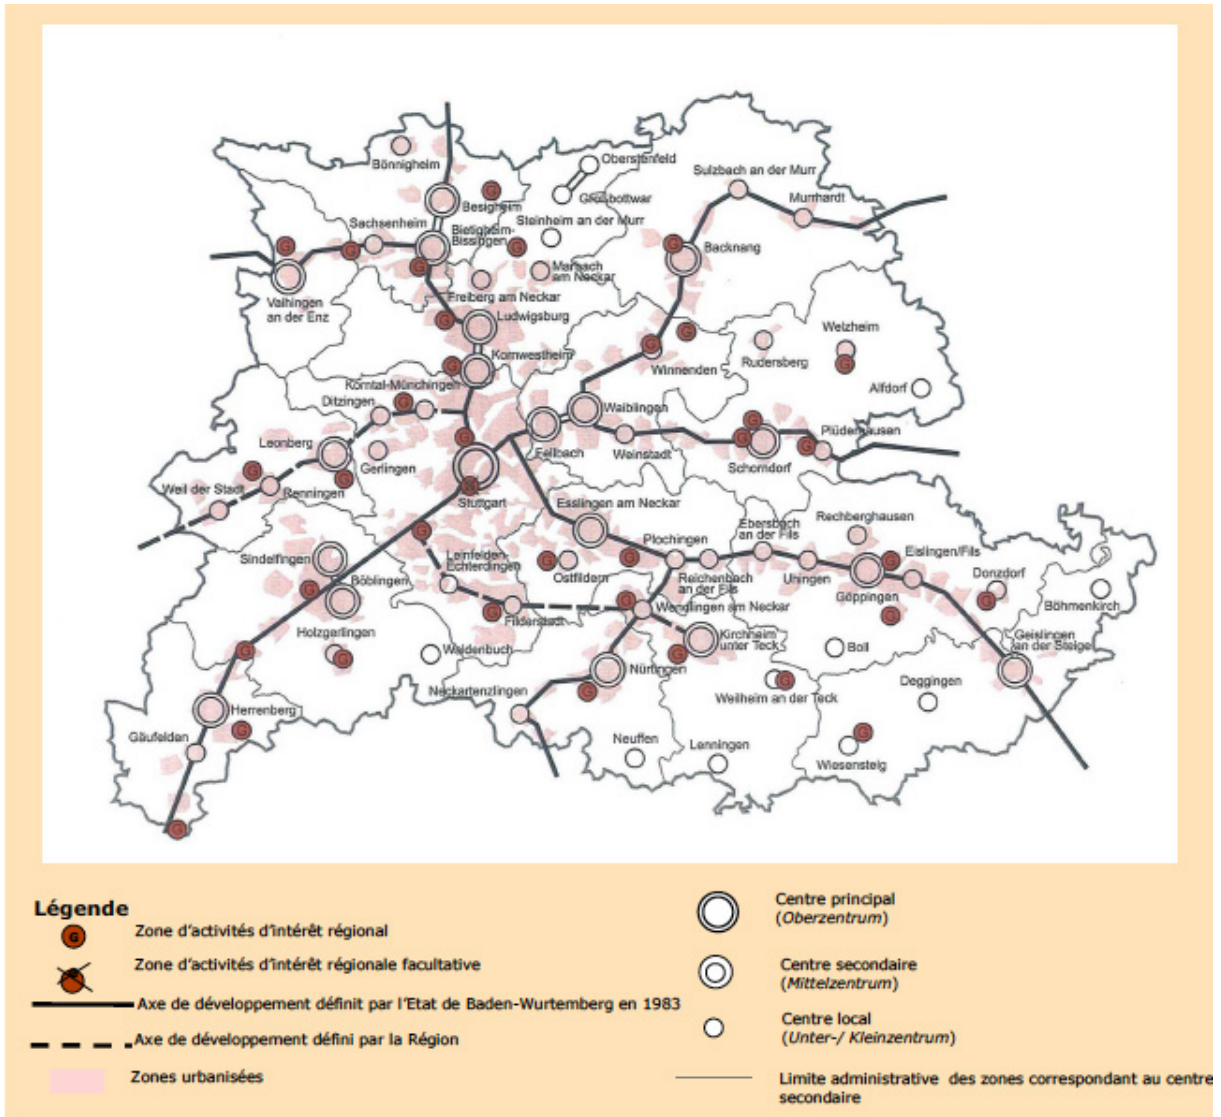 Bönnigheim
Oberstenfeld
Großbottwar
Sulzbach an der Murr
Murrhardt
Besigheim
Steinheim an der Murr
Sachsenheim
Bietigheim-
Bissingen
Backnang
Marbach
am Neckar
Vaihingen
an der Enz
Freiberg am Neckar
Ludwigsburg
Welzheim
Rudersberg
Kornwestheim
Winnenden
Korntal-Münchingen
Alfdorf
Ditzingen
Waiblingen
Leonberg
Gerlingen
Fellbach
Weinstadt
Plüderhausen
Schorndorf
Weil der Stadt
Renningen
Stuttgart
Esslingen am Neckar
Ebersbach
an der Fils
Rechberghausen
Sindelfingen
Leinfelden-
Echterdingen
Plochingen
Eislingen/Fils
Böblingen
Ostfildern
Reichenbach
an der Fils
Uhingen
Göppingen
Donzdorf
Böhmenkirch
Filderstadt
Wendlingen am Neckar
Holzgerlingen
Waldenbuch
Kirchheim
unter Teck
Boll
Geislingen
an der Steige
Nürtingen
Neckartenzlingen
Weilheim an der Teck
Deggingen
Herrenberg
Gäufelden
Neuffen
Lenningen
Wiesensteig
Légende
G
Zone d'activités d'intérêt régional
Zone d'activités d'intérêt régionale facultative
Axe de développement définit par l'Etat de Baden-Wurtemberg en 1983
Axe de développement défini par la Région
Zones urbanisées
Centre principal
(Oberzentrum)
Centre secondaire
(Mittelzentrum)
Centre local
(Unter-/ Kleinzentrum)
Limite administrative des zones correspondant au centre
secondaire